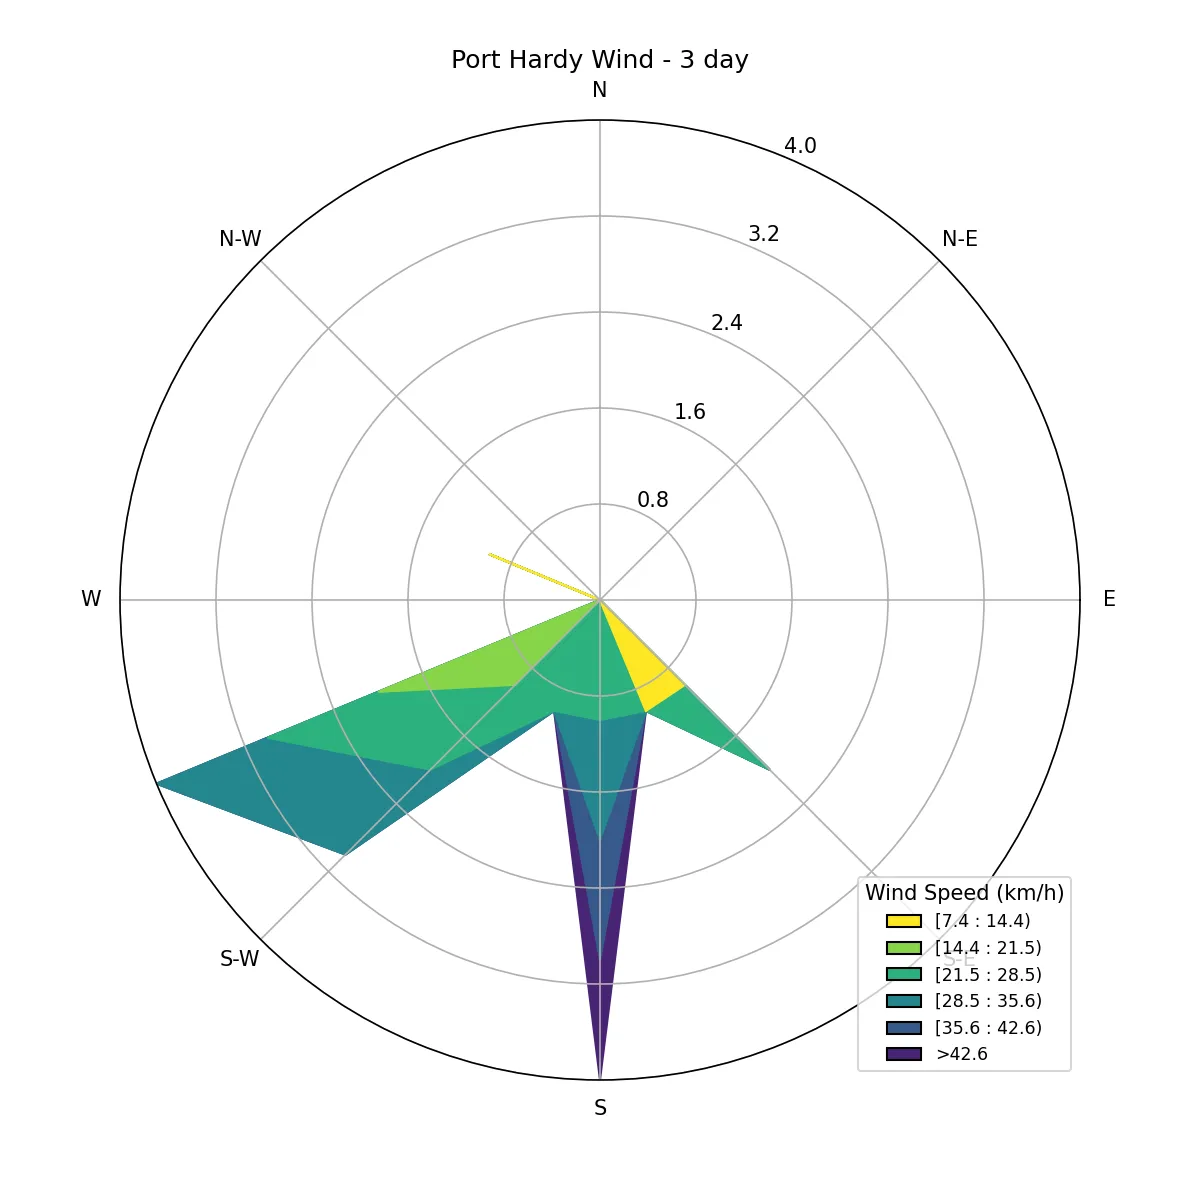 Port Hardy Wind - 3 day
N
4.0
N-W
3.2
N-E
2.4
1.6
0.8
W
E
Wind Speed (km/h)
[7.4 : 14.4)
[14.4 : 21.5)
S-W
S-E
[21.5 : 28.5)
[28.5 : 35.6)
[35.6 : 42.6)
>42.6
S